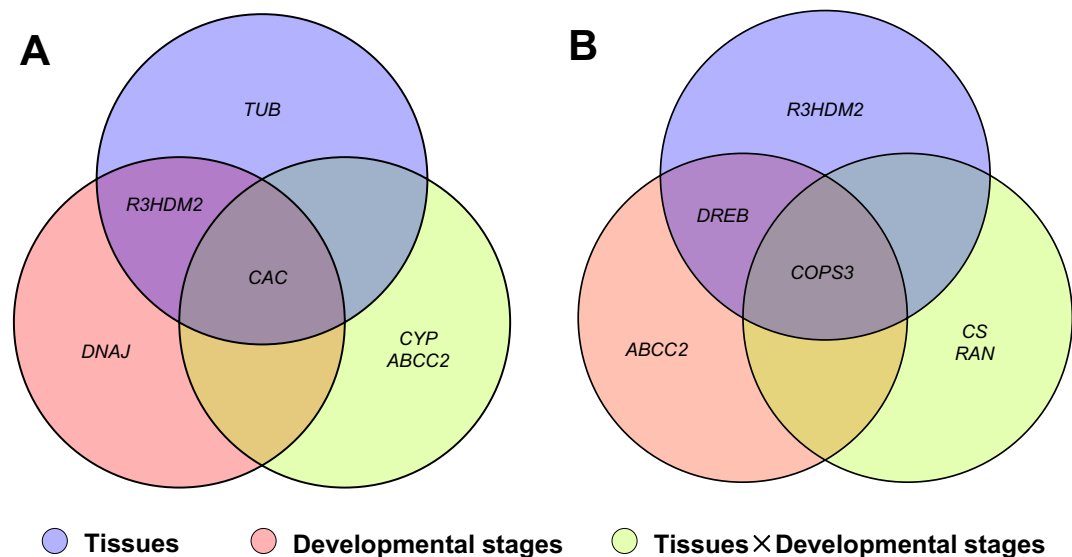 A
TUB
R3HDM2
CAC
DNAJ
CYP
ABCC2
B
R3HDM2
DREB
COPS3
ABCC2
CS
RAN
Tissues
Developmental stages
Tissues×Developmental stages